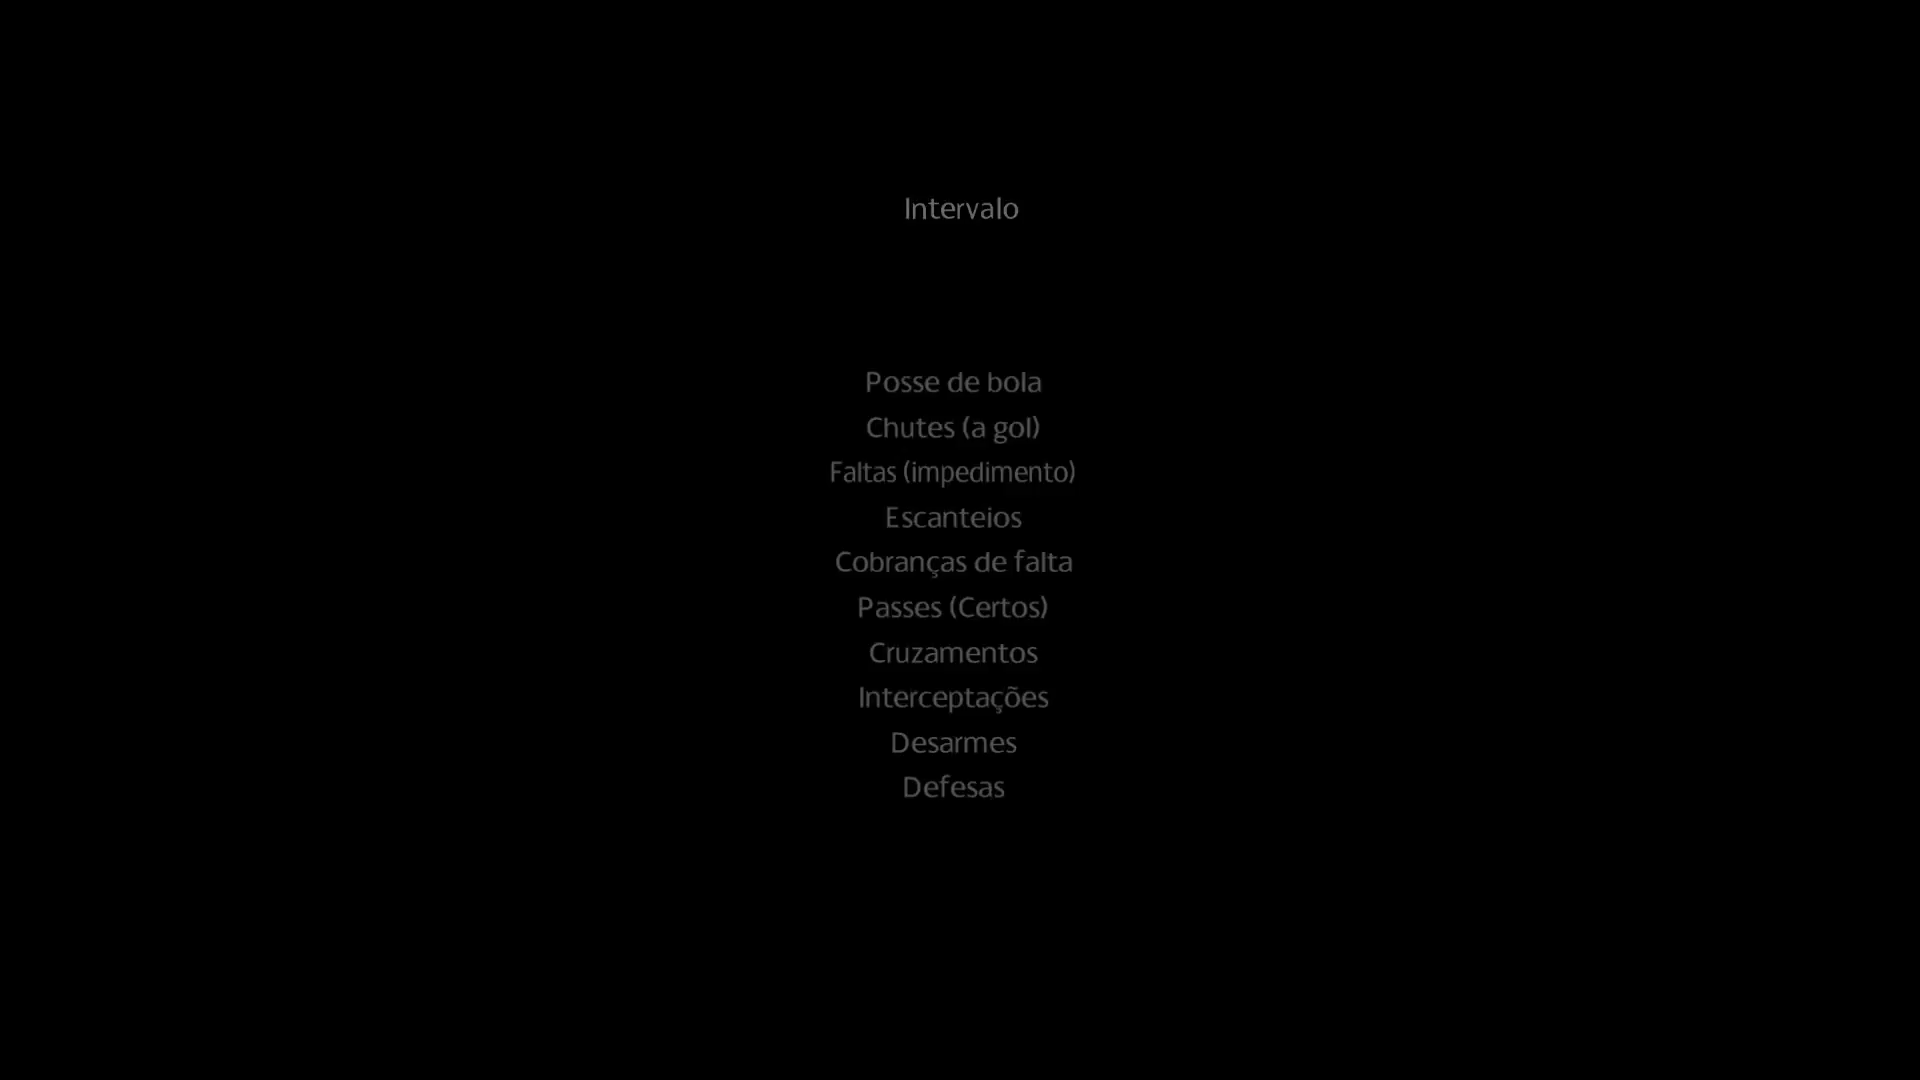 Intervalo
Posse de bola
Chutes (a gol)
Faltas (impedimento)
Escanteios
Cobranças de falta
Passes (Certos)
Cruzamentos
Interceptações
Desarmes
Defesas